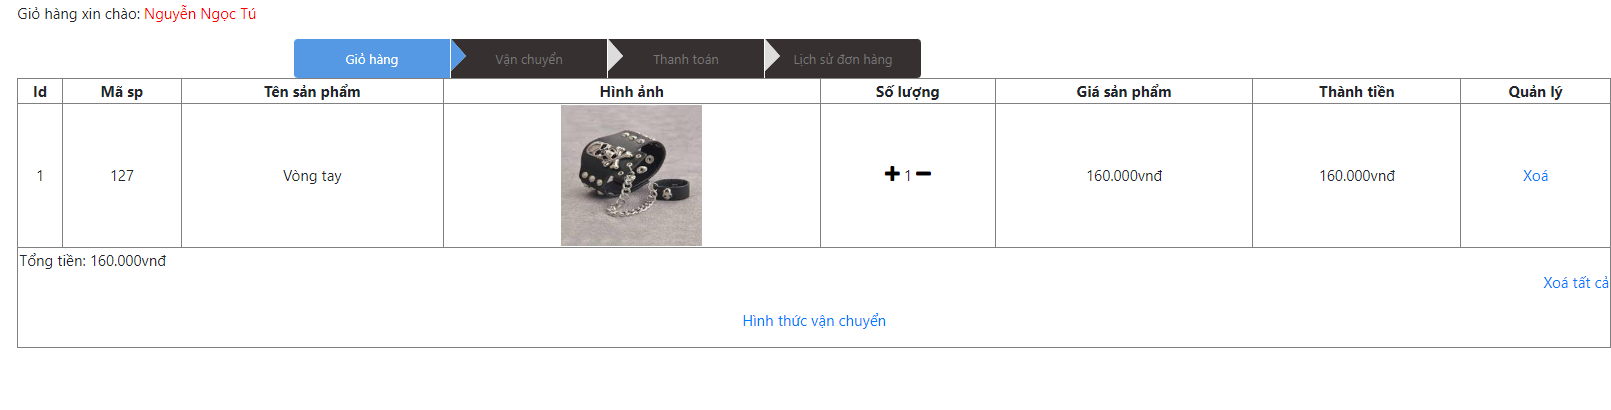 Giỏ hàng xin chào: Nguyễn Ngọc Tú
Giỏ hàng Vận chuyển Thanh toán Lịch sử đơn hàng
Id Mã sp Tên sản phẩm Hình ảnh Số lượng Giá sản phẩm Thành tiền Quản lý
1 127 Vòng tay 1 160.000vnđ 160.000vnđ Xoá
Tổng tiền: 160.000vnđ
Xoá tất cả
Hình thức vận chuyển